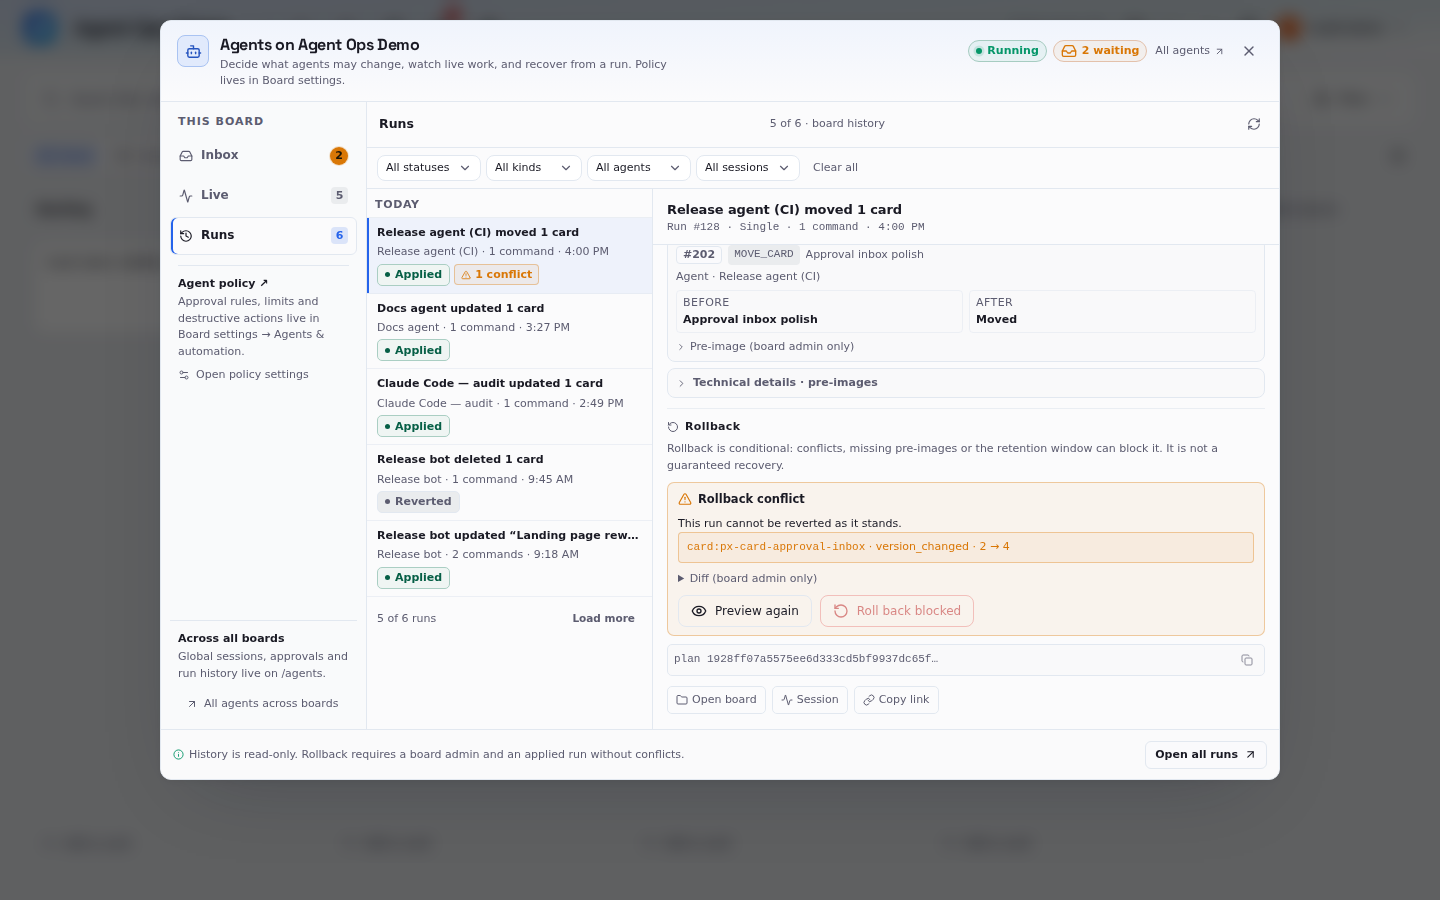 Agents on Agent Ops Demo
Decide what agents may change, watch live work, and recover from a run. Policy
lives in Board settings.
Running
2 waiting
All agents
THIS BOARD
Inbox
2
Live
5
Runs
6
Agent policy ↗
Approval rules, limits and
destructive actions live in
Board settings → Agents &
automation.
Open policy settings
Across all boards
Global sessions, approvals and
run history live on /agents.
All agents across boards
Runs
5 of 6 · board history
All statuses
All kinds
All agents
All sessions
Clear all
TODAY
Release agent (CI) moved 1 card
Release agent (CI) · 1 command · 4:00 PM
Applied
1 conflict
Docs agent updated 1 card
Docs agent · 1 command · 3:27 PM
Applied
Claude Code — audit updated 1 card
Claude Code — audit · 1 command · 2:49 PM
Applied
Release bot deleted 1 card
Release bot · 1 command · 9:45 AM
Reverted
Release bot updated “Landing page rew…
Release bot · 2 commands · 9:18 AM
Applied
5 of 6 runs
Load more
Release agent (CI) moved 1 card
Run #128 · Single · 1 command · 4:00 PM
#202 MOVE_CARD Approval inbox polish
Agent · Release agent (CI)
BEFORE
Approval inbox polish
AFTER
Moved
Pre-image (board admin only)
Technical details · pre-images
Rollback
Rollback is conditional: conflicts, missing pre-images or the retention window can block it. It is not a
guaranteed recovery.
Rollback conflict
This run cannot be reverted as it stands.
card:px-card-approval-inbox · version_changed · 2 → 4
Diff (board admin only)
Preview again
Roll back blocked
plan 1928ff07a5575ee6d333cd5bf9937dc65f…
Open board
Session
Copy link
History is read-only. Rollback requires a board admin and an applied run without conflicts.
Open all runs